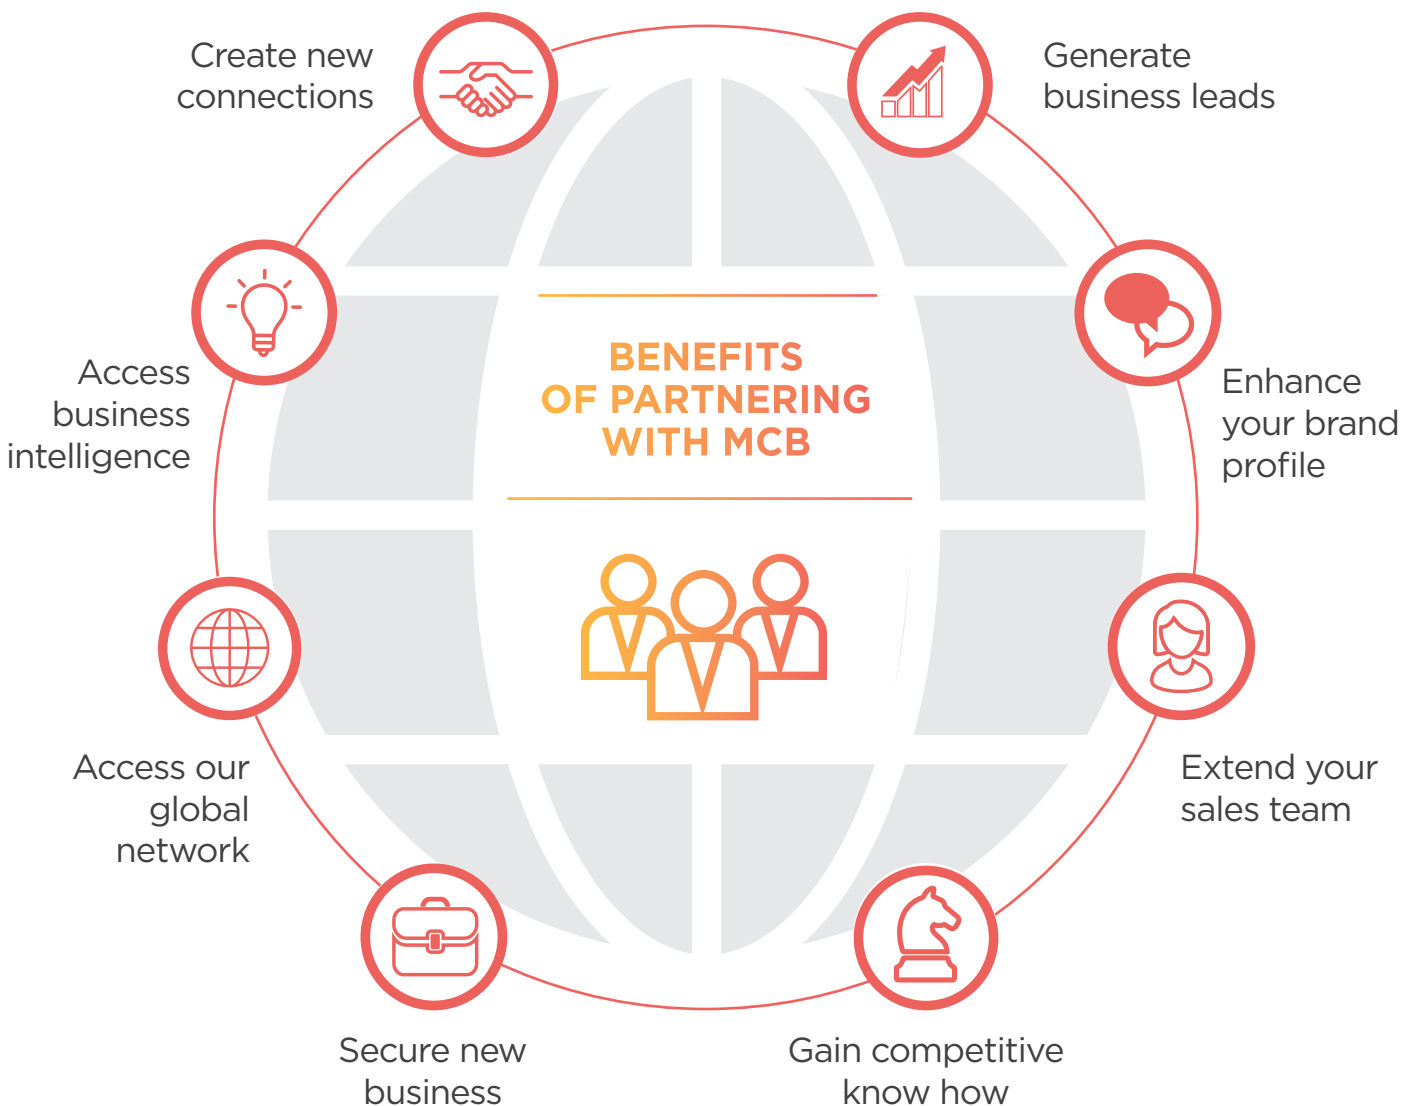 Create new
connections
Generate
business leads
Access
business
intelligence
BENEFITS
OF PARTNERING
WITH MCB
Enhance
your brand
profile
Access our
global
network
Extend your
sales team
Secure new
business
Gain competitive
know how